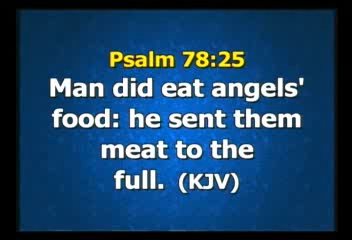 Psalm 78:25
Man did eat angels'
food: he sent them
meat to the
full. (KJV)